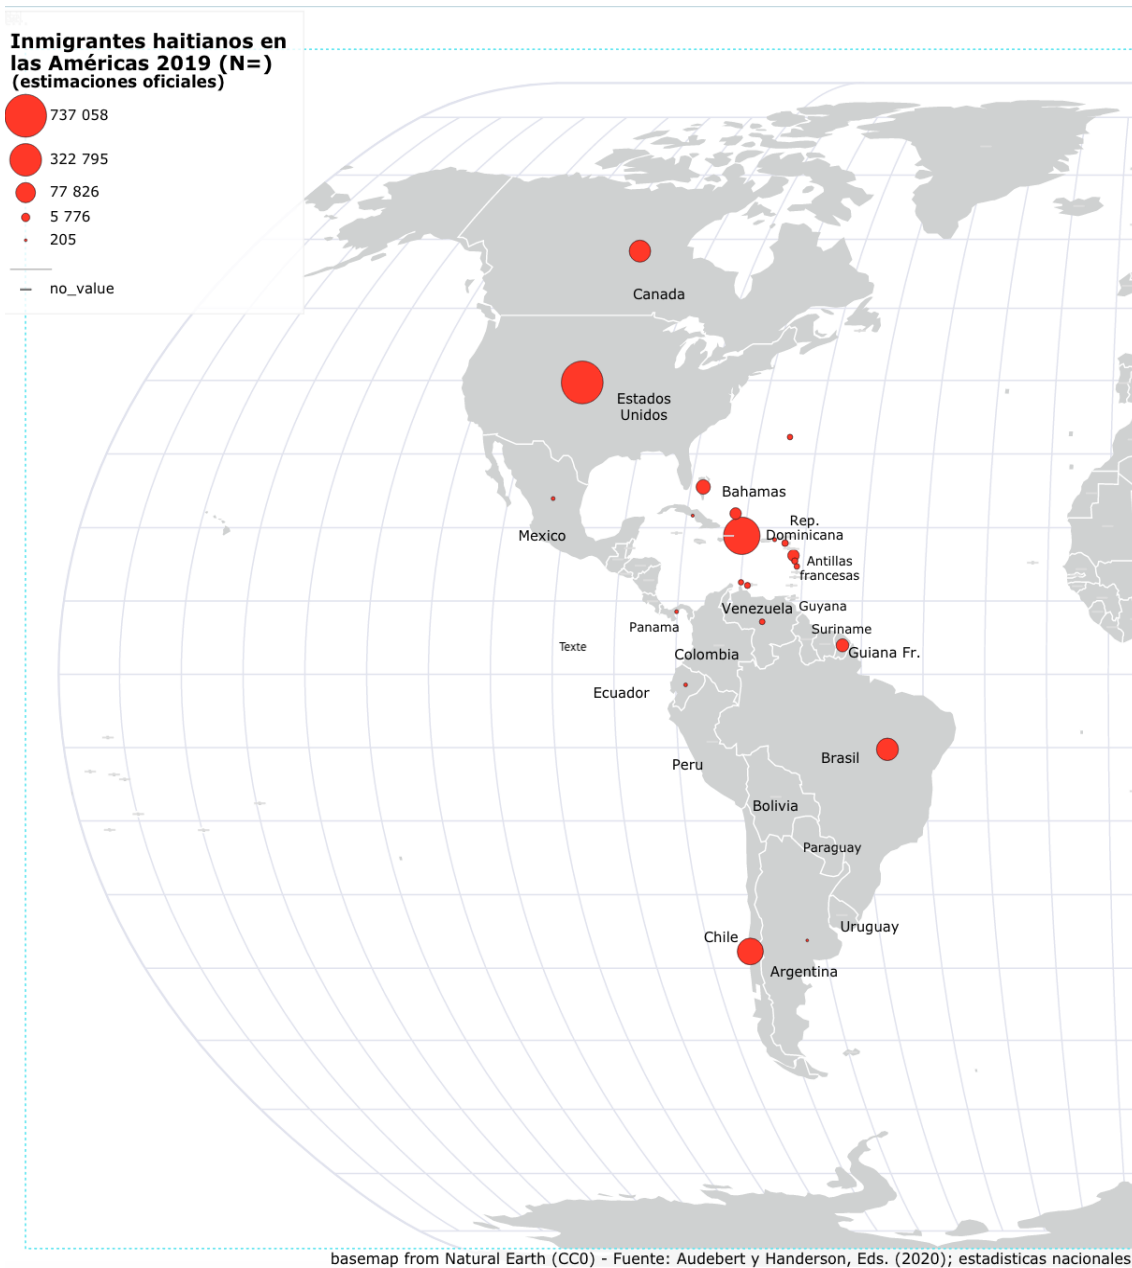 Inmigrantes haitianos en
las Américas 2019 (N=)
(estimaciones oficiales)
737 058
322 795
77 826
5 776
205
no_value
Canada
Estados
Unidos
Bahamas
Rep.
Dominicana
Mexico
Antillas
francesas
Venezuela
Guyana
Panama
Suriname
Texte
Colombia
Guiana Fr.
Ecuador
Brasil
Peru
Bolivia
Paraguay
Uruguay
Chile
Argentina
basemap from Natural Earth (CC0) - Fuente: Audebert y Handerson, Eds. (2020); estadisticas nacionales